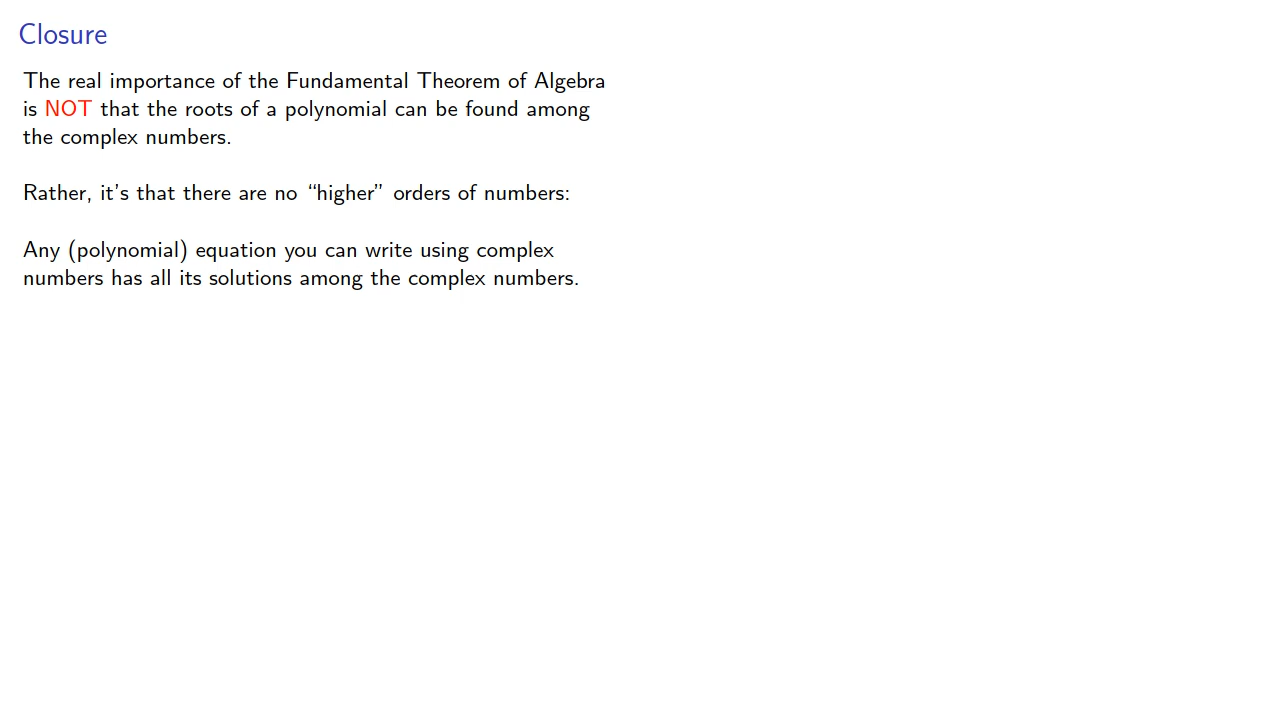 Closure
The real importance of the Fundamental Theorem of Algebra
is NOT that the roots of a polynomial can be found among
the complex numbers.
Rather, it's that there are no “higher” orders of numbers:
Any (polynomial) equation you can write using complex
numbers has all its solutions among the complex numbers.